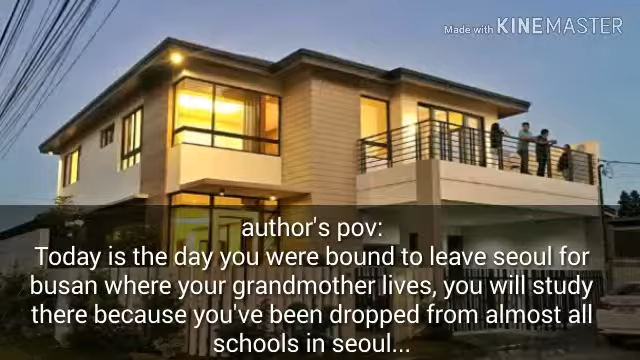 Made with KINEMASTER
author's pov:
Today is the day you were bound to leave seoul for
busan where your grandmother lives, you will study
there because you've been dropped from almost all
schools in seoul...